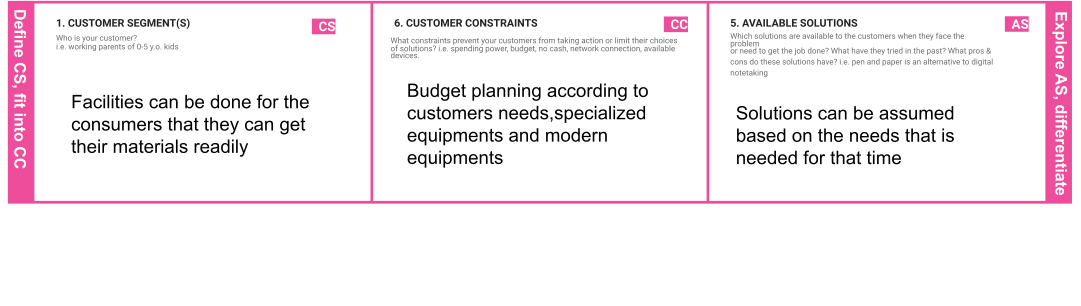 Define CS, fit into CC
1. CUSTOMER SEGMENT(S)
CS
Who is your customer?
i.e. working parents of 0-5 y.o. kids
Facilities can be done for the
consumers that they can get
their materials readily
6. CUSTOMER CONSTRAINTS
CC
What constraints prevent your customers from taking action or limit their choices
of solutions? i.e. spending power, budget, no cash, network connection, available
devices.
Budget planning according to
customers needs,specialized
equipments and modern
equipments
5. AVAILABLE SOLUTIONS
AS
Which solutions are available to the customers when they face the
problem
or need to get the job done? What have they tried in the past? What pros &
cons do these solutions have? i.e. pen and paper is an alternative to digital
notetaking
Solutions can be assumed
based on the needs that is
needed for that time
Explore AS, differentiate